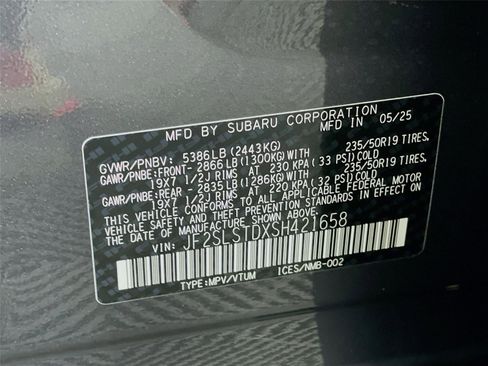 MFD. BY SUBARU CORPORATION IN 05/25
GVWR/PNBV: 5386LB (2443KG)
GAWR/PNBE:FRONT- 2866LB(1300KG)WITH 235/50R19 TIRES.
19X7 1/2J RIMS AT 230 KPA( 33 PSI)COLD
GAWR/PNBE:REAR- 2835LB(1286KG)WITH 235/50R19 TIRES.
19X7 1/2J RIMS AT 220 KPA( 32 PSI)COLD
THIS VEHICLE CONFORMS TO ALL APPLICABLE FEDERAL MOTOR
VEHICLE SAFETY AND THEFT PREVENTION STANDARDS IN
EFFECT ON THE DATE OF MANUFACTURE SHOWN ABOVE.
VIN: JF2SLSTDXSH421658
TYPE:MPV/VTUM ICES/NMB-002